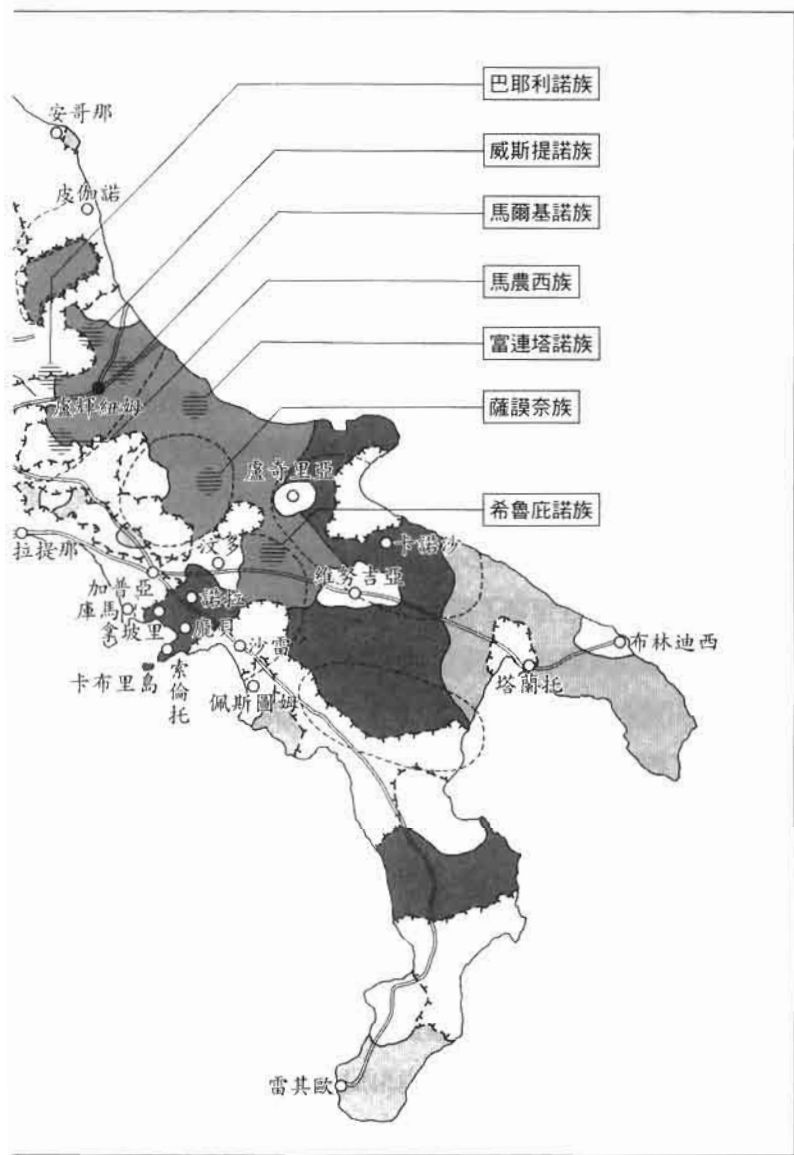 巴耶利諾族
安哥那
威斯提諾族
皮伽諾
馬爾基諾族
馬農西族
富連塔諾族
薩謨奈族
盧輝紐姆
盧奇里亞
希魯庇諾族
拉提那
汶多
卡諾沙
加普亞
維努吉亞
庫馬
諾拉
拿坡里
龐貝
沙雷
布林迪西
卡布里島
索倫托
佩斯圖姆
塔蘭托
雷其歐